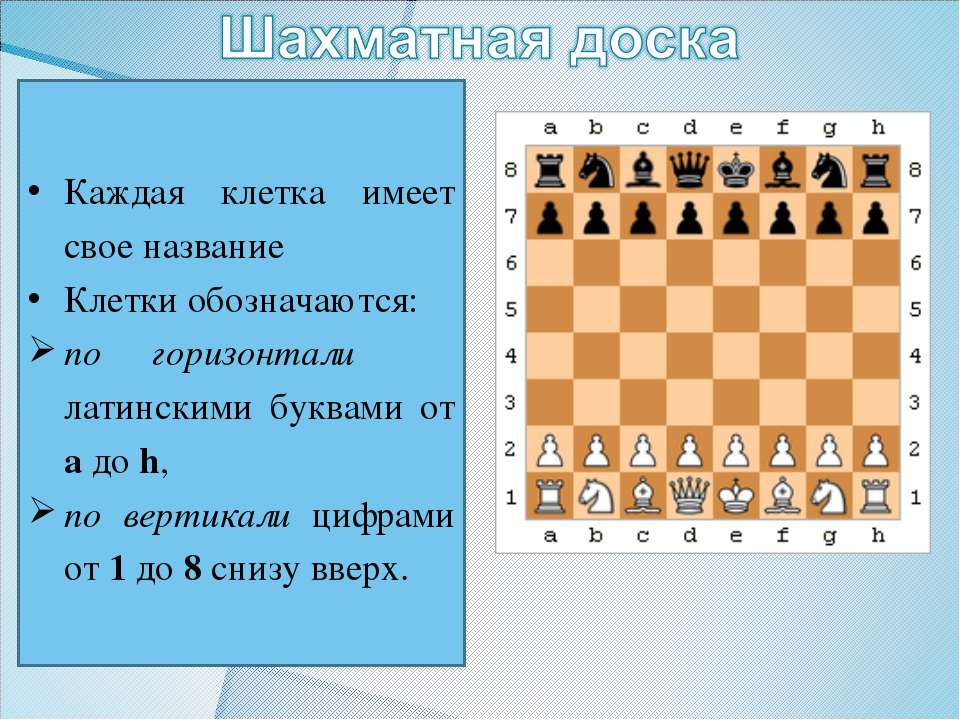 Шахматная доска
• Каждая клетка имеет
свое название
• Клетки обозначаются:
➢ по горизонтали
латинскими буквами от
a до h,
➢ по вертикали цифрами
от 1 до 8 снизу вверх.
a b c d e f g h
8 8
7 7
6 6
5 5
4 4
3 3
2 2
1 1
a b c d e f g h